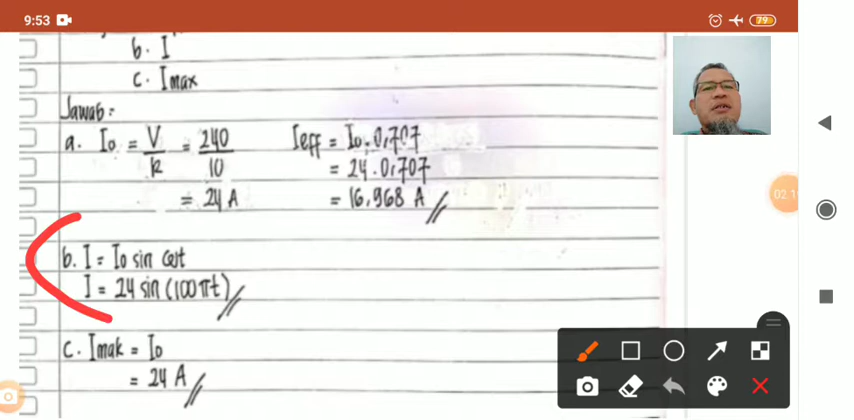 9:53
79
b. I
c. Imax
Jawab =
a. Io = V/R = 240/10
= 24 A
Ieff = Io . 0,707
= 24 . 0,707
= 16,968 A //
b. I = Io sin ωt
I = 24 sin (100πt) //
c. Imak = Io
= 24 A //